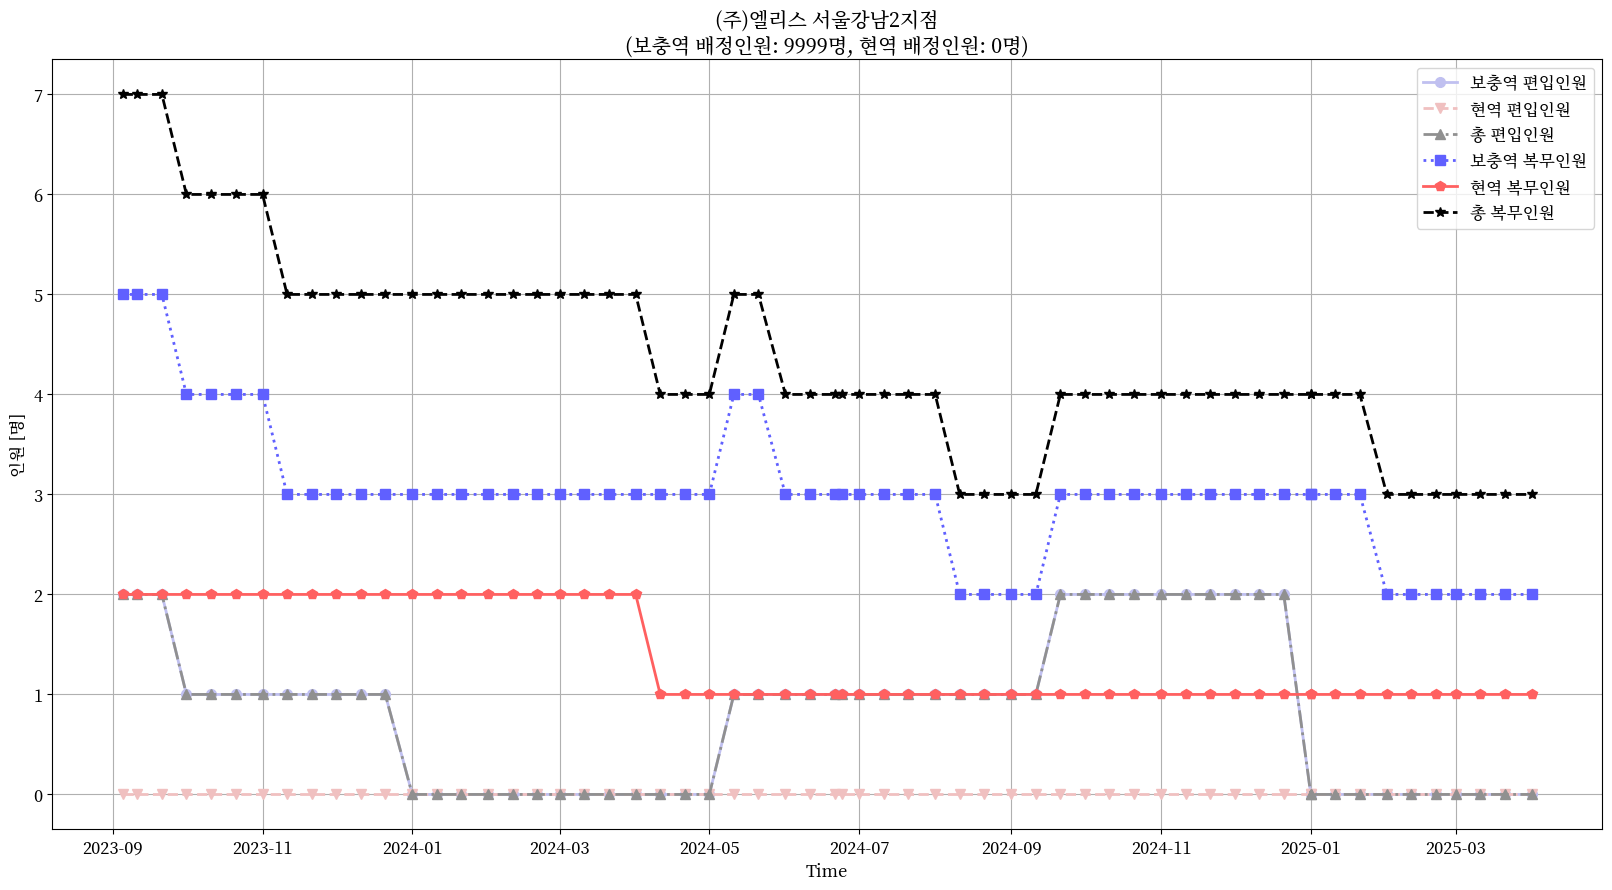 (주)엘리스 서울강남2지점
(보충역 배정인원: 9999명, 현역 배정인원: 0명)
보충역 편입인원
현역 편입인원
총 편입인원
보충역 복무인원
현역 복무인원
총 복무인원
인원 [명]
7
6
5
4
3
2
1
0
2023-09
2023-11
2024-01
2024-03
2024-05
2024-07
2024-09
2024-11
2025-01
2025-03
Time